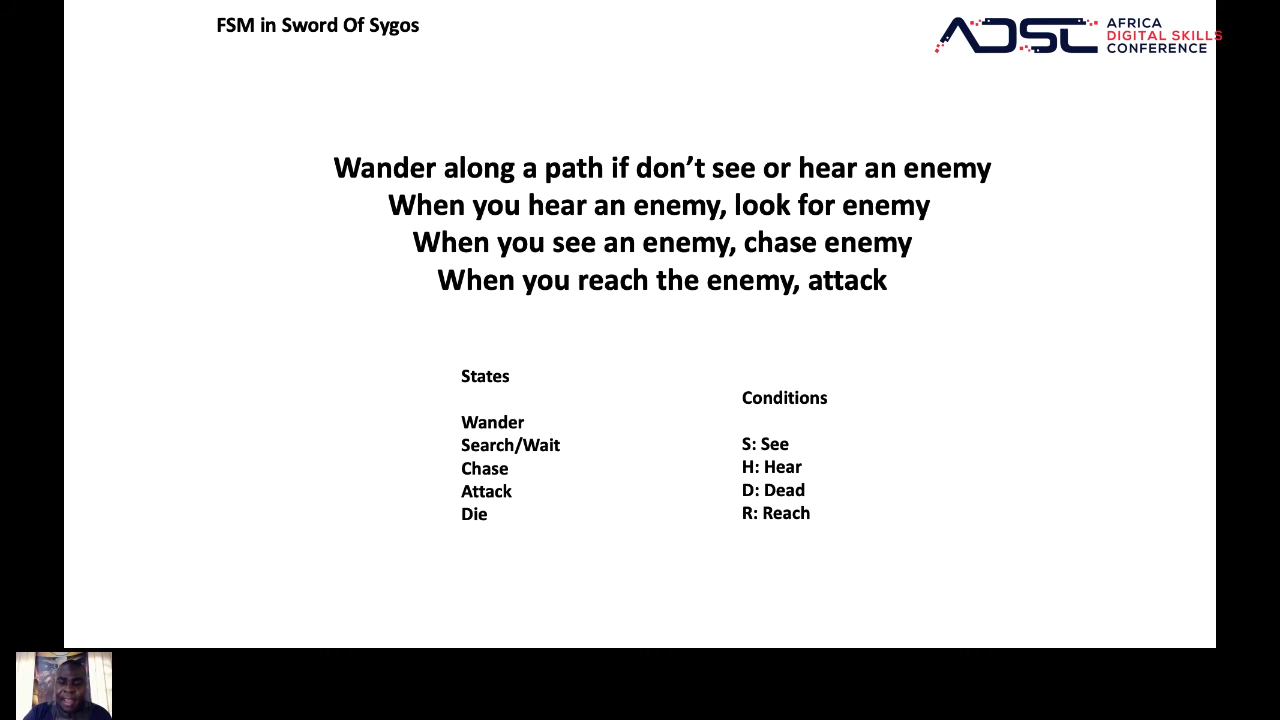 FSM in Sword Of Sygos
AFRICA
DIGITAL SKILLS
CONFERENCE
ADSC
Wander along a path if don't see or hear an enemy
When you hear an enemy, look for enemy
When you see an enemy, chase enemy
When you reach the enemy, attack
States
Wander
Search/Wait
Chase
Attack
Die
Conditions
S: See
H: Hear
D: Dead
R: Reach